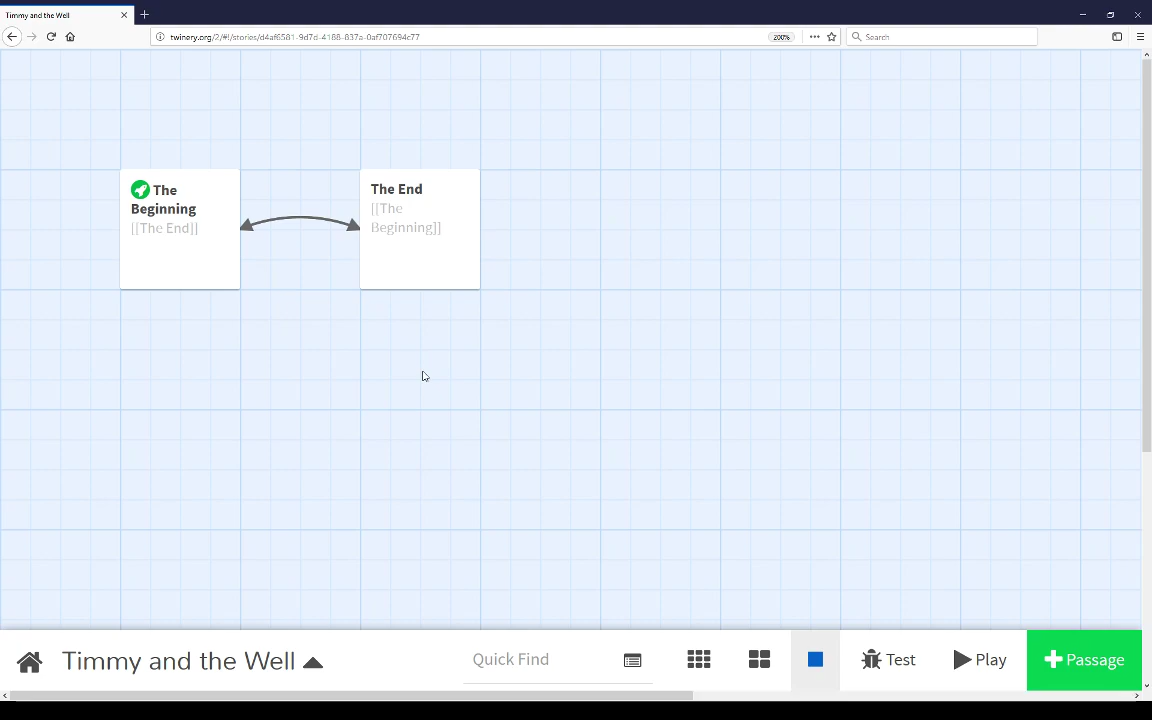 Timmy and the Well
twinery.org/2/#!/stories/d4af6581-9d7d-4188-837a-0af707694c77
200%
Search
The
Beginning
[[The End]]
The End
[[The
Beginning]]
Timmy and the Well
Quick Find
Test
Play
Passage